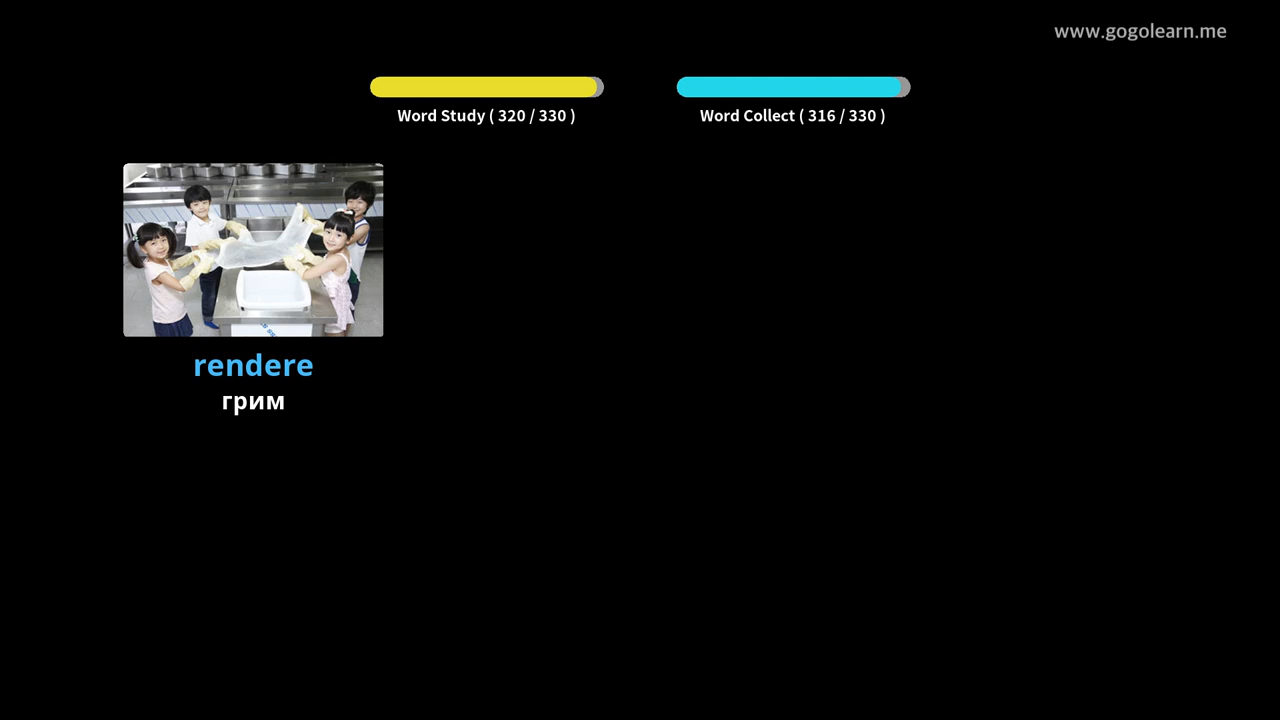 www.gogolearn.me
Word Study ( 320 / 330 )
Word Collect ( 316 / 330 )
rendere
грим